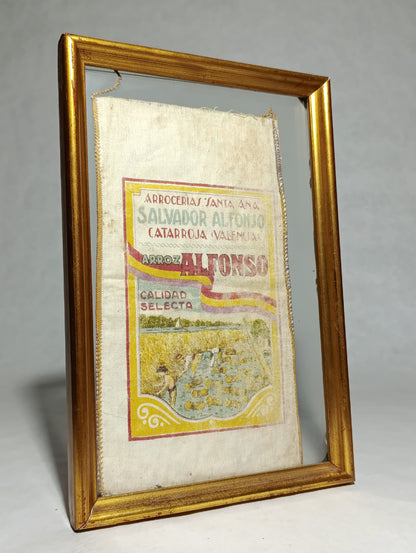 ARROCERIAS SANTA ANA
SALVADOR ALFONSO
CATARROJA (VALENCIA)
ARROZ ALFONSO
CALIDAD
SELECTA